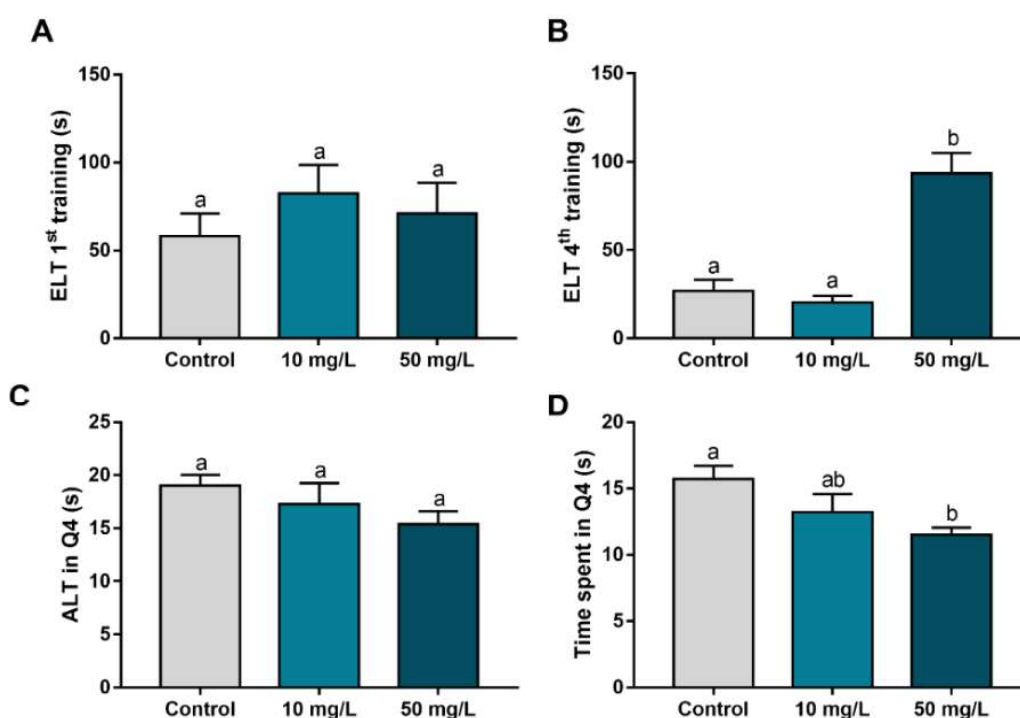 A
ELT 1st training (s)
150
100
50
0
a
a
a
Control
10 mg/L
50 mg/L
B
ELT 4th training (s)
150
100
50
0
a
a
b
Control
10 mg/L
50 mg/L
C
ALT in Q4 (s)
25
20
15
10
5
0
a
a
a
Control
10 mg/L
50 mg/L
D
Time spent in Q4 (s)
20
15
10
5
0
a
ab
b
Control
10 mg/L
50 mg/L